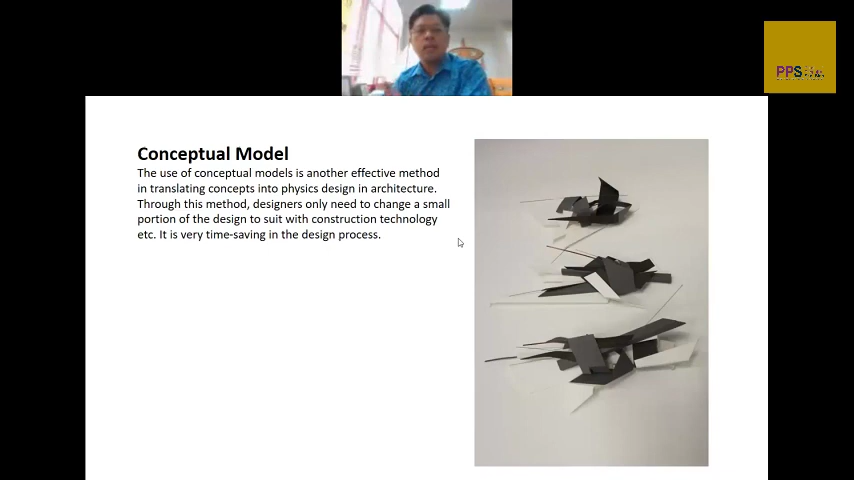 PPS
Conceptual Model
The use of conceptual models is another effective method
in translating concepts into physics design in architecture.
Through this method, designers only need to change a small
portion of the design to suit with construction technology
etc. It is very time-saving in the design process.